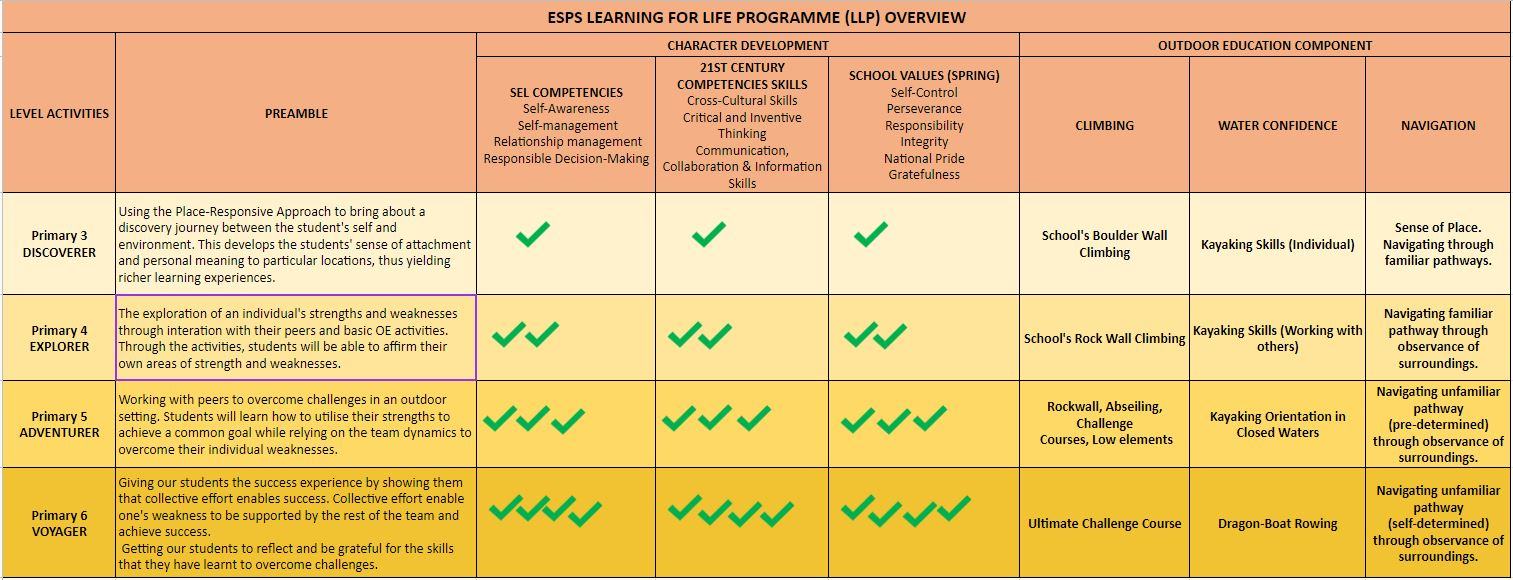 ESPS LEARNING FOR LIFE PROGRAMME (LLP) OVERVIEW
LEVEL ACTIVITIES
PREAMBLE
CHARACTER DEVELOPMENT
OUTDOOR EDUCATION COMPONENT
SEL COMPETENCIES
Self-Awareness
Self-management
Relationship management
Responsible Decision-Making
21ST CENTURY
COMPETENCIES SKILLS
Cross-Cultural Skills
Critical and Inventive
Thinking
Communication,
Collaboration & Information
Skills
SCHOOL VALUES (SPRING)
Self-Control
Perseverance
Responsibility
Integrity
National Pride
Gratefulness
CLIMBING
WATER CONFIDENCE
NAVIGATION
Primary 3
DISCOVERER
Using the Place-Responsive Approach to bring about a
discovery journey between the student's self and
environment. This develops the students' sense of attachment
and personal meaning to particular locations, thus yielding
richer learning experiences.
School's Boulder Wall
Climbing
Kayaking Skills (Individual)
Sense of Place.
Navigating through
familiar pathways.
Primary 4
EXPLORER
The exploration of an individual's strengths and weaknesses
through interation with their peers and basic OE activities.
Through the activities, students will be able to affirm their
own areas of strength and weaknesses.
School's Rock Wall Climbing
Kayaking Skills (Working with
others)
Navigating familiar
pathway through
observance of
surroundings.
Primary 5
ADVENTURER
Working with peers to overcome challenges in an outdoor
setting. Students will learn how to utilise their strengths to
achieve a common goal while relying on the team dynamics to
overcome their individual weaknesses.
Rockwall, Abseiling,
Challenge
Courses, Low elements
Kayaking Orientation in
Closed Waters
Navigating unfamiliar
pathway
(pre-determined)
through observance of
surroundings.
Primary 6
VOYAGER
Giving our students the success experience by showing them
that collective effort enables success. Collective effort enable
one's weakness to be supported by the rest of the team and
achieve success.
Getting our students to reflect and be grateful for the skills
that they have learnt to overcome challenges.
Ultimate Challenge Course
Dragon-Boat Rowing
Navigating unfamiliar
pathway
(self-determined)
through observance of
surroundings.